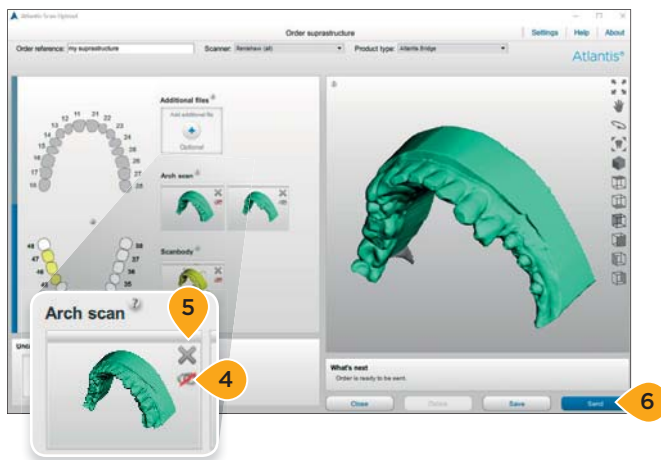 Atlantis Scan Upload
Order suprastructure
Settings Help About
Order reference: my suprastructure Scanner: Renishaw (all) Product type: Atlantis Bridge
Atlantis®
Additional files
Add additional file
Optional
12 11 21 22
13 23
14 24
15 25
16 26
17 27
18 28
Arch scan
Scanbody
48 38
47 37
46 36
45 35
Arch scan ?
5
4
What's next
Order is ready to be sent.
Close Delete Save Send
6